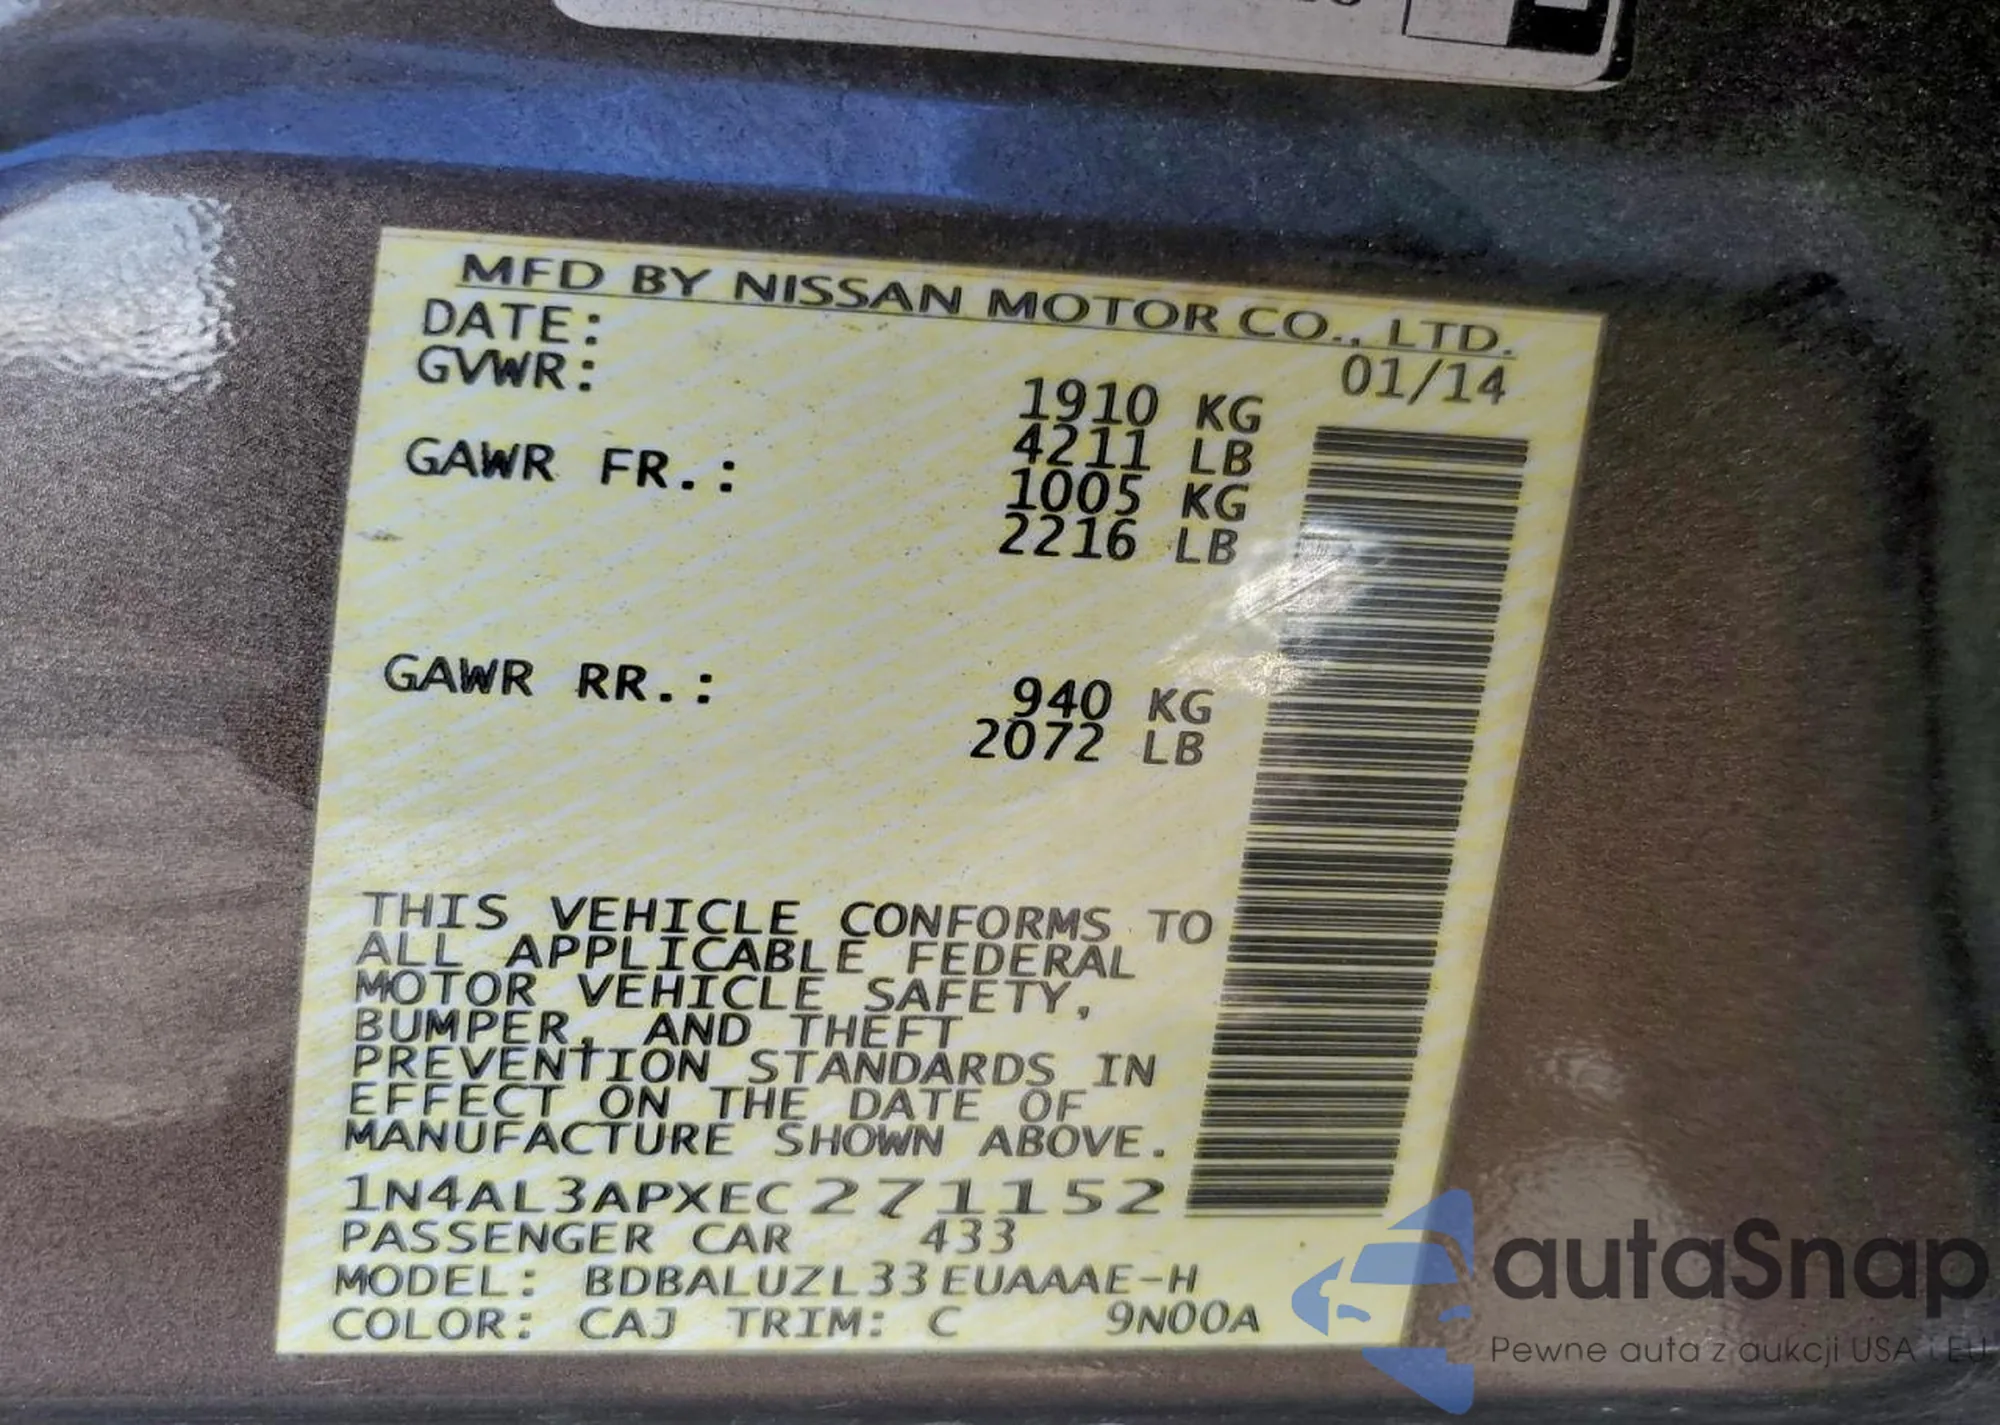 MFD BY NISSAN MOTOR CO., LTD.
DATE: 01/14
GVWR: 1910 KG
4211 LB
GAWR FR.: 1005 KG
2216 LB
GAWR RR.: 940 KG
2072 LB
THIS VEHICLE CONFORMS TO
ALL APPLICABLE FEDERAL
MOTOR VEHICLE SAFETY,
BUMPER, AND THEFT
PREVENTION STANDARDS IN
EFFECT ON THE DATE OF
MANUFACTURE SHOWN ABOVE.
1N4AL3APXEC271152
PASSENGER CAR 433
MODEL: BDBALUZL33EUAAAE-H
COLOR: CAJ TRIM: C 9N00A
autaSnap
Pewne auta z aukcji USA i EU